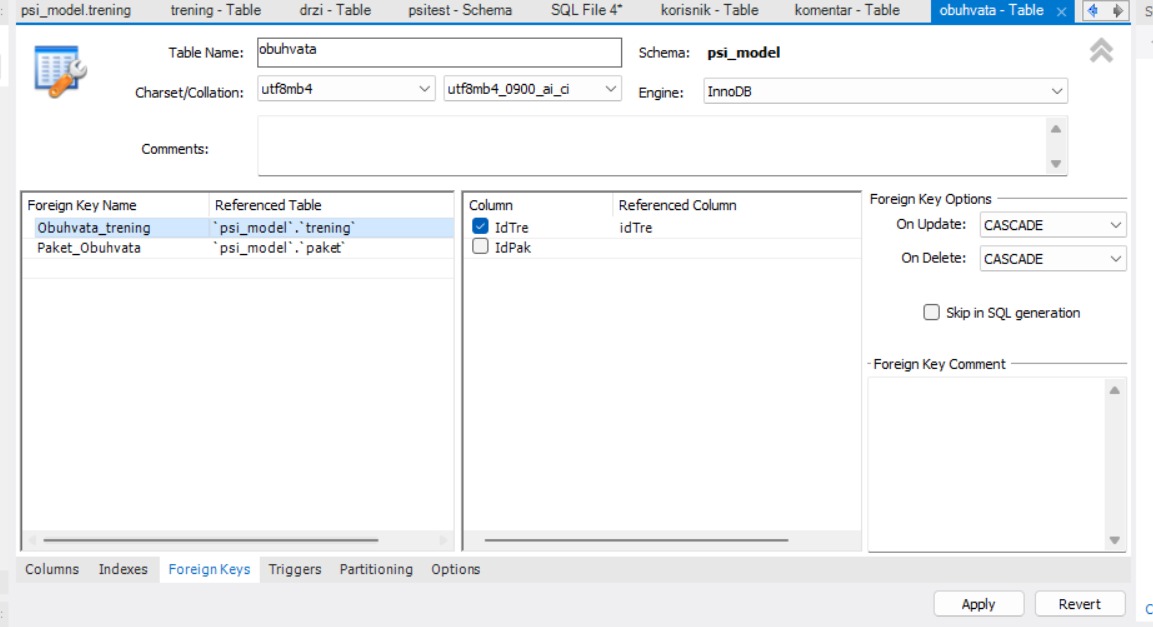 psi_model.trening trening - Table drzi - Table psitest - Schema SQL File 4* korisnik - Table komentar - Table obuhvata - Table
Table Name: obuhvata Schema: psi_model
Charset/Collation: utf8mb4 utf8mb4_0900_ai_ci Engine: InnoDB
Comments:
Foreign Key Name Referenced Table
Obuhvata_trening `psi_model`.`trening`
Paket_Obuhvata `psi_model`.`paket`
Column Referenced Column
IdTre idTre
IdPak
Foreign Key Options
On Update: CASCADE
On Delete: CASCADE
Skip in SQL generation
Foreign Key Comment
Columns Indexes Foreign Keys Triggers Partitioning Options
Apply Revert